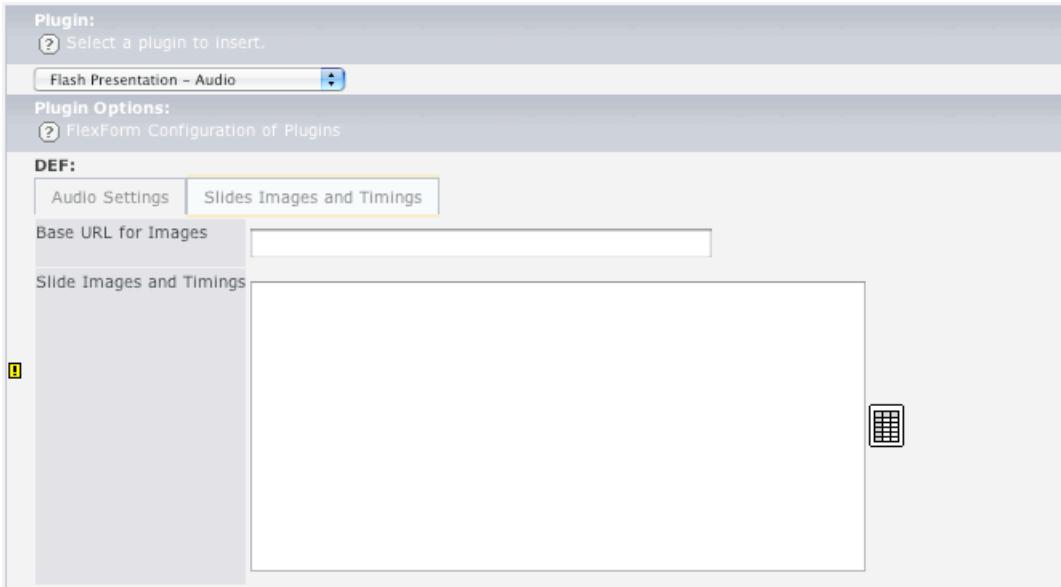 Plugin:
Select a plugin to insert.
Flash Presentation – Audio
Plugin Options:
FlexForm Configuration of Plugins
DEF:
Audio Settings
Slides Images and Timings
Base URL for Images
Slide Images and Timings